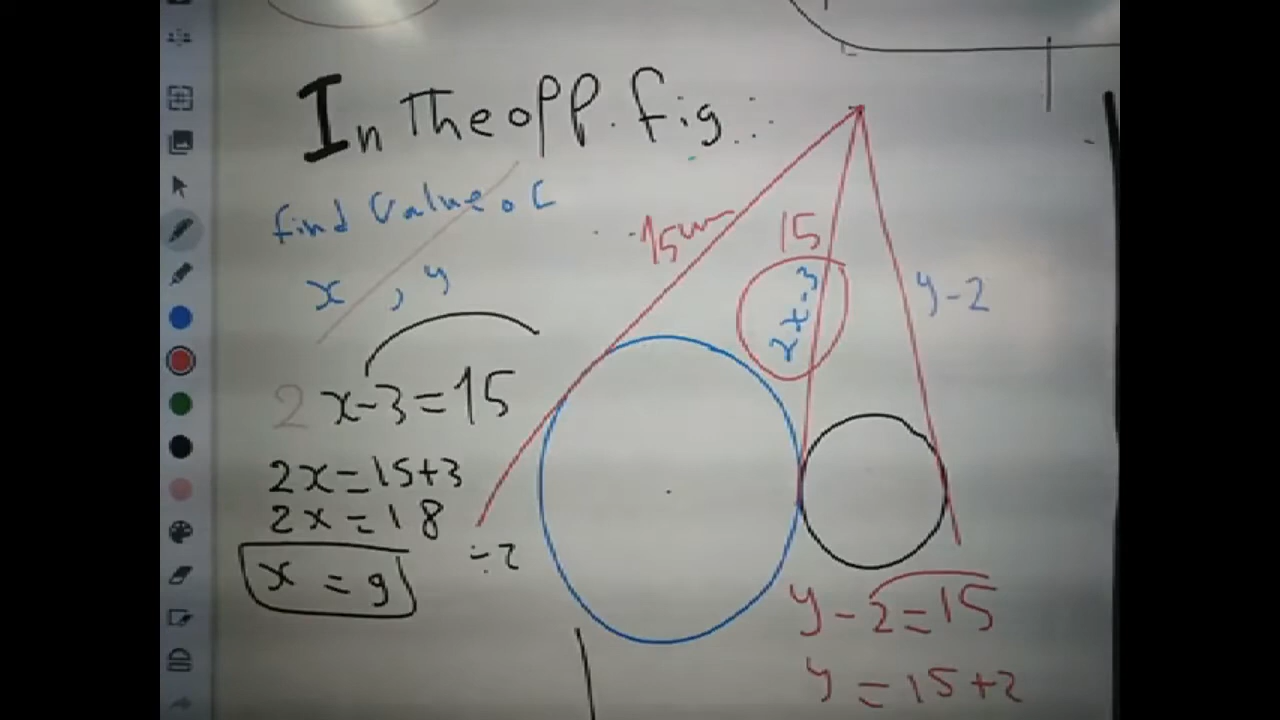 In The opp. fig
find Value of
x , y
2x-3=15
2x=15+3
2x=18
÷2
x = 9
15cm
15
2x-3
y-2
y-2=15
y=15+2